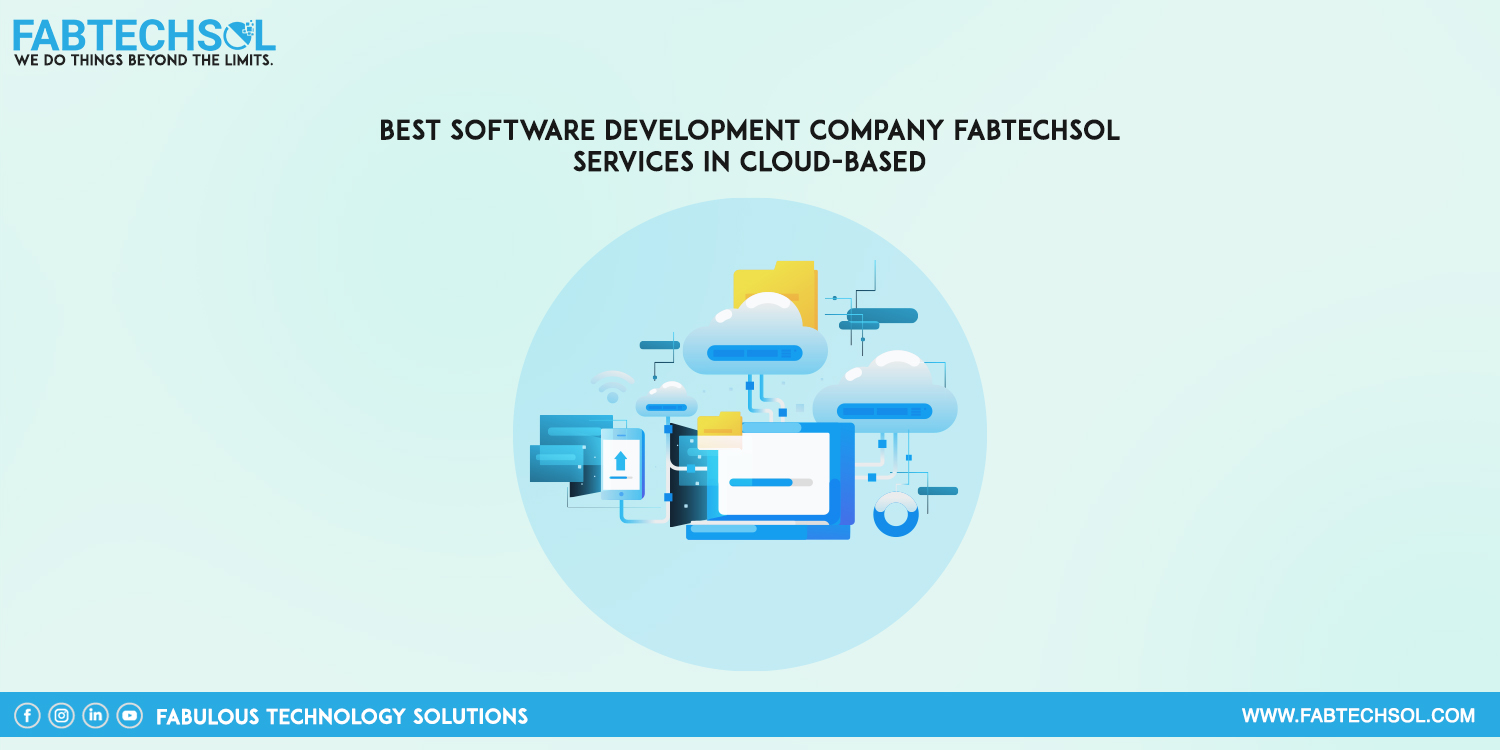 FABTECHSOL
WE DO THINGS BEYOND THE LIMITS.
BEST SOFTWARE DEVELOPMENT COMPANY FABTECHSOL
SERVICES IN CLOUD-BASED
FABULOUS TECHNOLOGY SOLUTIONS
WWW.FABTECHSOL.COM